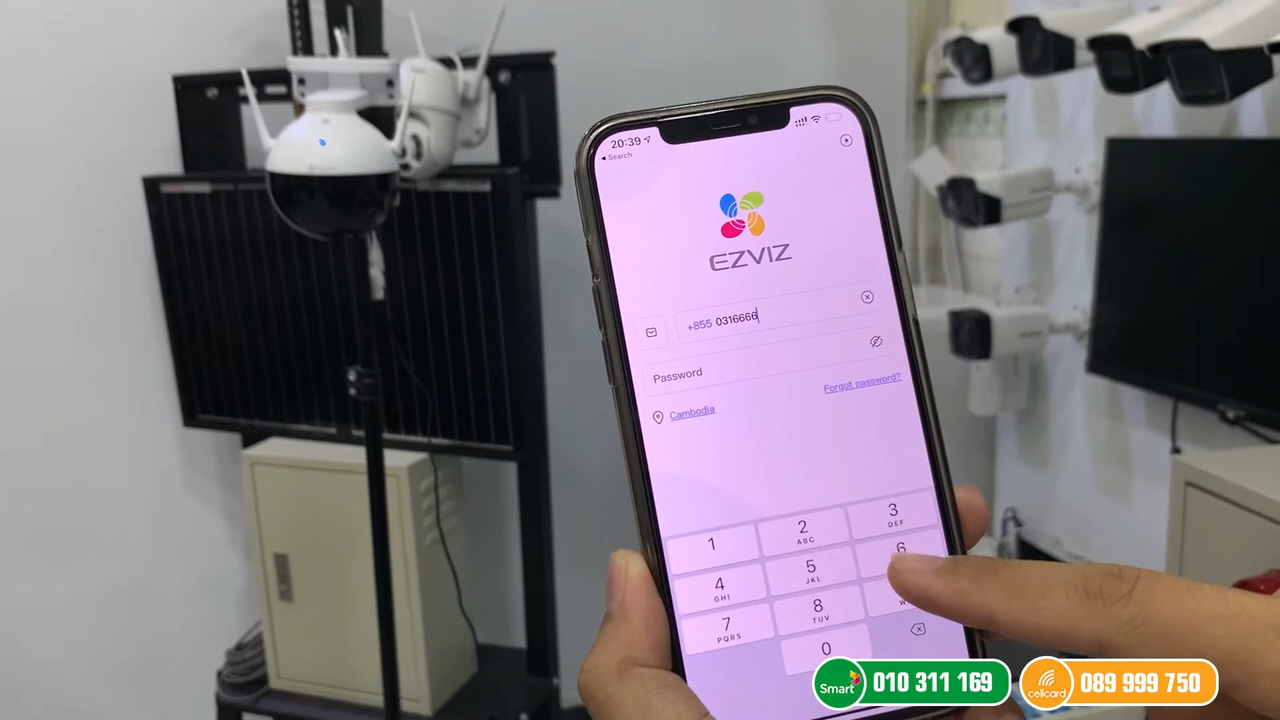 20:39
Search
EZVIZ
+855 0316666
Password
Forgot password?
Cambodia
1
2 ABC
3 DEF
4 GHI
5 JKL
6
7 PQRS
8 TUV
W
0
Smart 010 311 169
cellcard 089 999 750